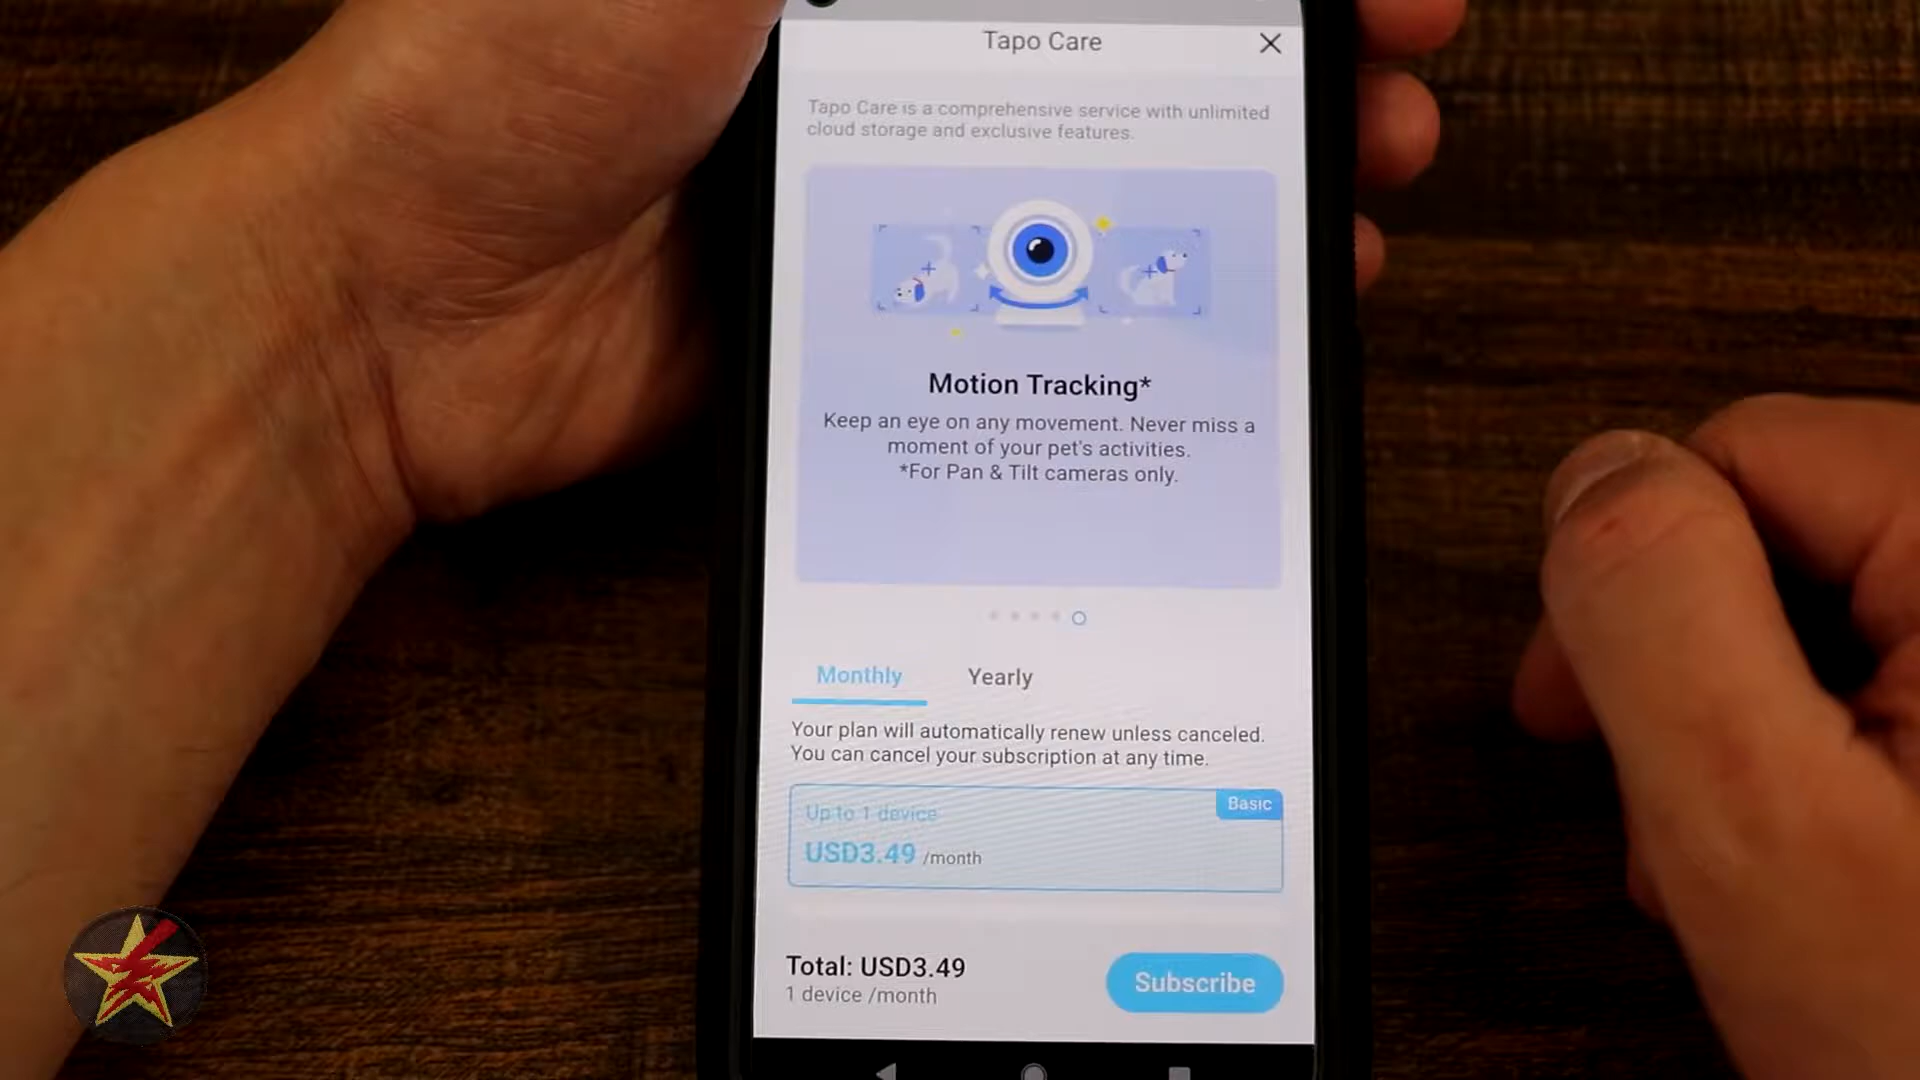 Tapo Care
Tapo Care is a comprehensive service with unlimited
cloud storage and exclusive features.
Motion Tracking*
Keep an eye on any movement. Never miss a
moment of your pet's activities.
*For Pan & Tilt cameras only.
Monthly
Yearly
Your plan will automatically renew unless canceled.
You can cancel your subscription at any time.
Basic
Up to 1 device
USD3.49 /month
Total: USD3.49
1 device /month
Subscribe